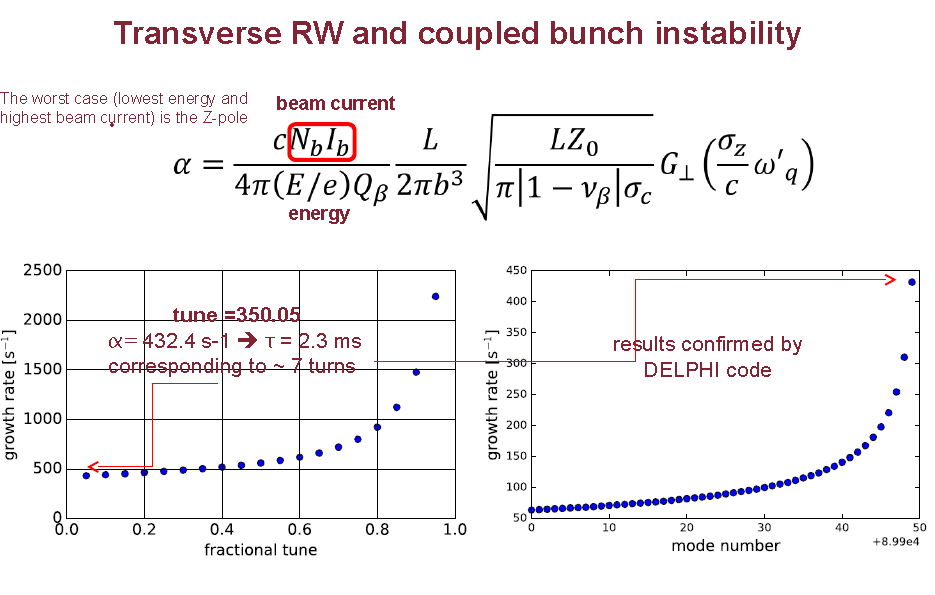 Transverse RW and coupled bunch instability
The worst case (lowest energy and
highest beam current) is the Z-pole
beam current
α = cN_bI_b / 4π(E/e)Q_β L / 2πb³ √(LZ₀ / π|1 − ν_β|σ_c) G_⊥(σ_z / c ω'_q)
energy
2500
2000
1500
1000
500
0
0.0 0.2 0.4 0.6 0.8 1.0
growth rate [s⁻¹]
fractional tune
tune =350.05
α= 432.4 s-1 ➔ τ = 2.3 ms
corresponding to ~ 7 turns
450
400
350
300
250
200
150
100
50
0 10 20 30 40 50
growth rate [s⁻¹]
mode number
+8.99e4
results confirmed by
DELPHI code